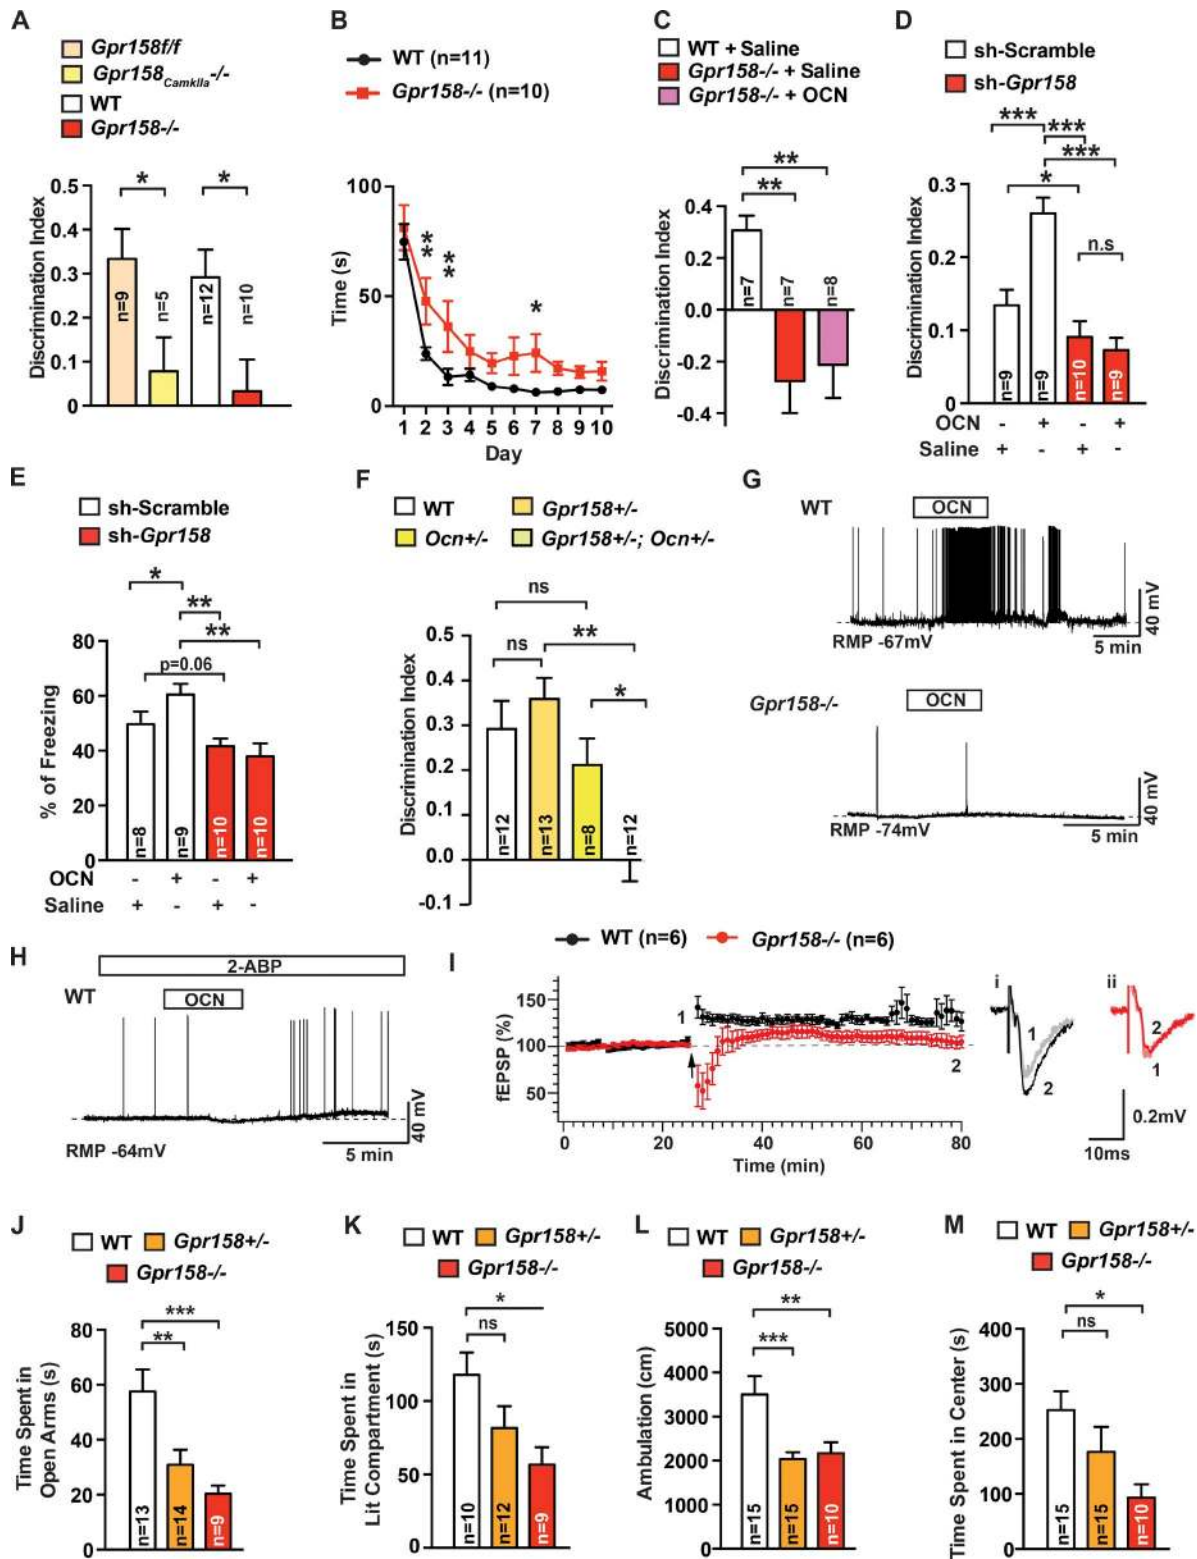 A
Gpr158f/f
Gpr158CamkIIa-/-
WT
Gpr158-/-
Discrimination Index
0.5
0.4
0.3
0.2
0.1
0
*
*
n=9
n=5
n=12
n=10
B
WT (n=11)
Gpr158-/- (n=10)
Time (s)
100
50
0
**
**
*
1 2 3 4 5 6 7 8 9 10
Day
C
WT + Saline
Gpr158-/- + Saline
Gpr158-/- + OCN
Discrimination Index
**
**
0.4
0.2
0.0
-0.2
-0.4
n=7
n=7
n=8
D
sh-Scramble
sh-Gpr158
*** ***
***
*
n.s
Discrimination Index
0.3
0.2
0.1
0
n=9
n=9
n=10
n=9
OCN - + - +
Saline + - + -
E
sh-Scramble
sh-Gpr158
*
**
**
p=0.06
% of Freezing
80
60
40
20
0
n=8
n=9
n=10
n=10
OCN - + - +
Saline + - + -
F
WT
Gpr158+/-
Ocn+/-
Gpr158+/-; Ocn+/-
ns
ns
**
*
Discrimination Index
0.5
0.4
0.3
0.2
0.1
0.0
-0.1
n=12
n=13
n=8
n=12
G
WT
OCN
RMP -67mV
40 mV
5 min
Gpr158-/-
OCN
RMP -74mV
40 mV
5 min
H
2-ABP
WT
OCN
RMP -64mV
40 mV
5 min
I
WT (n=6)
Gpr158-/- (n=6)
fEPSP (%)
150
100
50
1
2
0 20 40 60 80
Time (min)
i
1
2
ii
2
1
0.2mV
10ms
J
WT
Gpr158+/-
Gpr158-/-
***
**
Time Spent in
Open Arms (s)
80
60
40
20
0
n=13
n=14
n=9
K
WT
Gpr158+/-
Gpr158-/-
*
ns
Time Spent in
Lit Compartment (s)
150
100
50
0
n=10
n=12
n=9
L
WT
Gpr158+/-
Gpr158-/-
**
***
Ambulation (cm)
5000
4000
3000
2000
1000
0
n=15
n=15
n=10
M
WT
Gpr158+/-
Gpr158-/-
*
ns
Time Spent in Center (s)
400
300
200
100
0
n=15
n=15
n=10